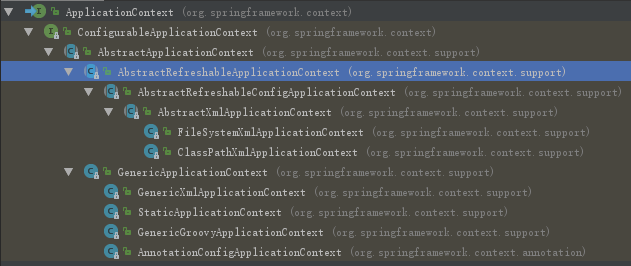 ApplicationContext (org.springframework.context)
ConfigurableApplicationContext (org.springframework.context)
AbstractApplicationContext (org.springframework.context.support)
AbstractRefreshableApplicationContext (org.springframework.context.support)
AbstractRefreshableConfigApplicationContext (org.springframework.context.support)
AbstractXmlApplicationContext (org.springframework.context.support)
FileSystemXmlApplicationContext (org.springframework.context.support)
ClassPathXmlApplicationContext (org.springframework.context.support)
GenericApplicationContext (org.springframework.context.support)
GenericXmlApplicationContext (org.springframework.context.support)
StaticApplicationContext (org.springframework.context.support)
GenericGroovyApplicationContext (org.springframework.context.support)
AnnotationConfigApplicationContext (org.springframework.context.annotation)